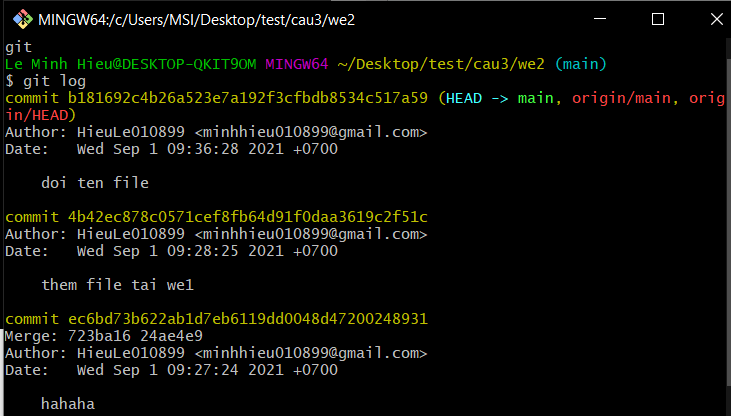 MINGW64:/c/Users/MSI/Desktop/test/cau3/we2
git
Le Minh Hieu@DESKTOP-QKIT9OM MINGW64 ~/Desktop/test/cau3/we2 (main)
$ git log
commit b181692c4b26a523e7a192f3cfbdb8534c517a59 (HEAD -> main, origin/main, orig
in/HEAD)
Author: HieuLe010899 <minhhieu010899@gmail.com>
Date:   Wed Sep 1 09:36:28 2021 +0700
    doi ten file
commit 4b42ec878c0571cef8fb64d91f0daa3619c2f51c
Author: HieuLe010899 <minhhieu010899@gmail.com>
Date:   Wed Sep 1 09:28:25 2021 +0700
    them file tai we1
commit ec6bd73b622ab1d7eb6119dd0048d47200248931
Merge: 723ba16 24ae4e9
Author: HieuLe010899 <minhhieu010899@gmail.com>
Date:   Wed Sep 1 09:27:24 2021 +0700
    hahaha